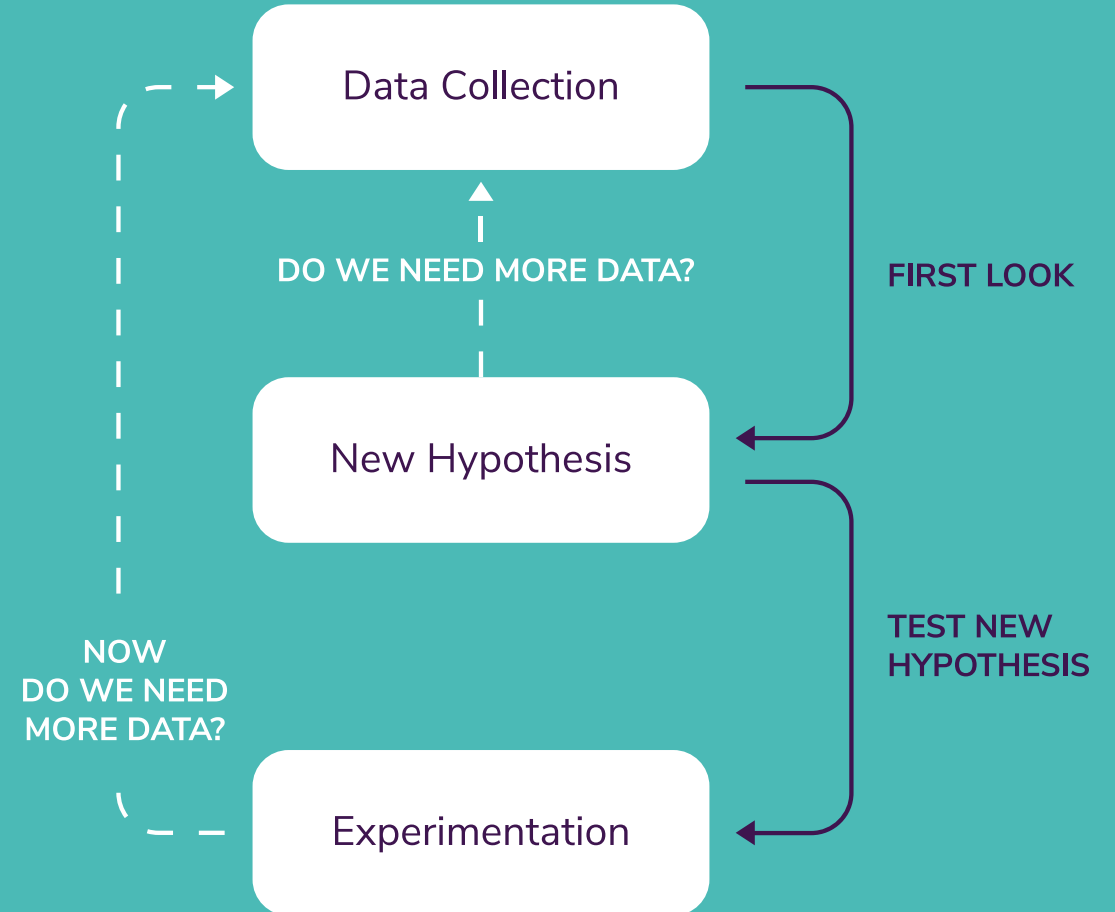 Data Collection
DO WE NEED MORE DATA?
FIRST LOOK
New Hypothesis
TEST NEW
HYPOTHESIS
NOW
DO WE NEED
MORE DATA?
Experimentation